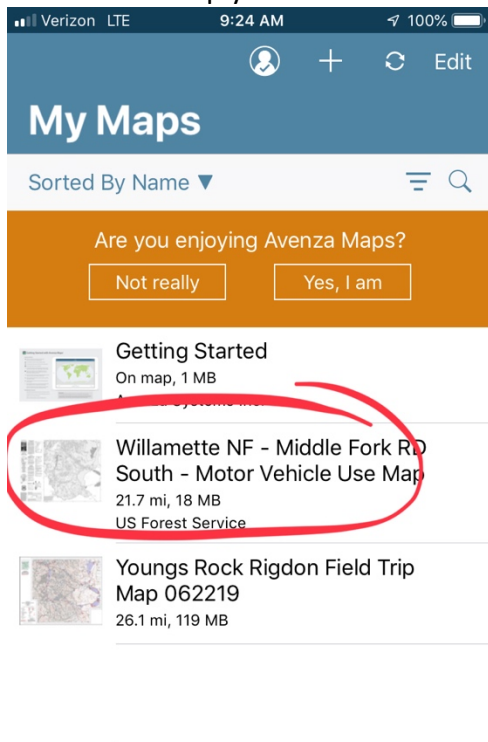 Verizon LTE 9:24 AM 100%
Edit
My Maps
Sorted By Name ▼
Are you enjoying Avenza Maps?
Not really Yes, I am
Getting Started
On map, 1 MB
Avenza Systems Inc.
Willamette NF - Middle Fork RD
South - Motor Vehicle Use Map
21.7 mi, 18 MB
US Forest Service
Youngs Rock Rigdon Field Trip
Map 062219
26.1 mi, 119 MB